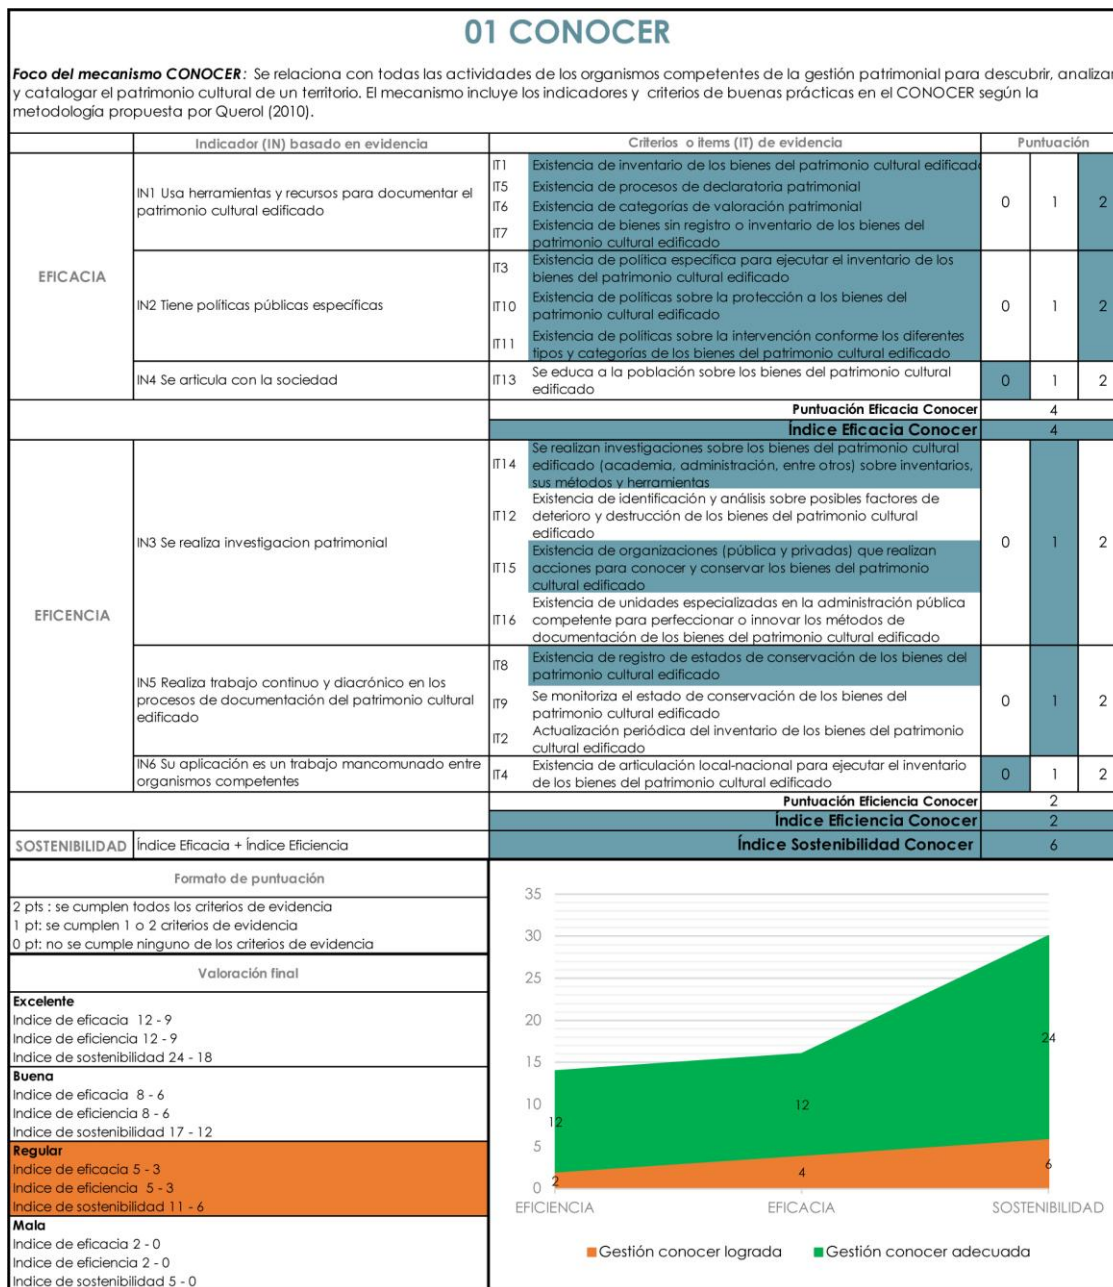 01 CONOCER
Foco del mecanismo CONOCER: Se relaciona con todas las actividades de los organismos competentes de la gestión patrimonial para descubrir, analizar
y catalogar el patrimonio cultural de un territorio. El mecanismo incluye los indicadores y criterios de buenas prácticas en el CONOCER según la
metodología propuesta por Querol (2010).
Indicador (IN) basado en evidencia
Criterios o items (IT) de evidencia
Puntuación
EFICACIA
IN1 Usa herramientas y recursos para documentar el
patrimonio cultural edificado
IT1 Existencia de inventario de los bienes del patrimonio cultural edificado
IT5 Existencia de procesos de declaratoria patrimonial
IT6 Existencia de categorías de valoración patrimonial
IT7 Existencia de bienes sin registro o inventario de los bienes del
patrimonio cultural edificado
0 1 2
IN2 Tiene políticas públicas específicas
IT3 Existencia de política específica para ejecutar el inventario de los
bienes del patrimonio cultural edificado
IT10 Existencia de políticas sobre la protección a los bienes del
patrimonio cultural edificado
IT11 Existencia de políticas sobre la intervención conforme los diferentes
tipos y categorías de los bienes del patrimonio cultural edificado
0 1 2
IN4 Se articula con la sociedad
IT13 Se educa a la población sobre los bienes del patrimonio cultural
edificado
0 1 2
Puntuación Eficacia Conocer 4
Índice Eficacia Conocer 4
EFICENCIA
IN3 Se realiza investigacion patrimonial
IT14 Se realizan investigaciones sobre los bienes del patrimonio cultural
edificado (academia, administración, entre otros) sobre inventarios,
sus métodos y herramientas
IT12 Existencia de identificación y análisis sobre posibles factores de
deterioro y destrucción de los bienes del patrimonio cultural
edificado
IT15 Existencia de organizaciones (pública y privadas) que realizan
acciones para conocer y conservar los bienes del patrimonio
cultural edificado
IT16 Existencia de unidades especializadas en la administración pública
competente para perfeccionar o innovar los métodos de
documentación de los bienes del patrimonio cultural edificado
0 1 2
IN5 Realiza trabajo continuo y diacrónico en los
procesos de documentación del patrimonio cultural
edificado
IT8 Existencia de registro de estados de conservación de los bienes del
patrimonio cultural edificado
IT9 Se monitoriza el estado de conservación de los bienes del
patrimonio cultural edificado
IT2 Actualización periódica del inventario de los bienes del patrimonio
cultural edificado
0 1 2
IN6 Su aplicación es un trabajo mancomunado entre
organismos competentes
IT4 Existencia de articulación local-nacional para ejecutar el inventario
de los bienes del patrimonio cultural edificado
0 1 2
Puntuación Eficiencia Conocer 2
Índice Eficiencia Conocer 2
SOSTENIBILIDAD Índice Eficacia + Índice Eficiencia
Índice Sostenibilidad Conocer 6
Formato de puntuación
2 pts : se cumplen todos los criterios de evidencia
1 pt: se cumplen 1 o 2 criterios de evidencia
0 pt: no se cumple ninguno de los criterios de evidencia
Valoración final
Excelente
Indice de eficacia 12 - 9
Indice de eficiencia 12 - 9
Indice de sostenibilidad 24 - 18
Buena
Indice de eficacia 8 - 6
Indice de eficiencia 8 - 6
Indice de sostenibilidad 17 - 12
Regular
Indice de eficacia 5 - 3
Indice de eficiencia 5 - 3
Indice de sostenibilidad 11 - 6
Mala
Indice de eficacia 2 - 0
Indice de eficiencia 2 - 0
Indice de sostenibilidad 5 - 0
35
30
25
20
15
10
5
0
12 12 24
2 4 6
EFICIENCIA EFICACIA SOSTENIBILIDAD
Gestión conocer lograda Gestión conocer adecuada